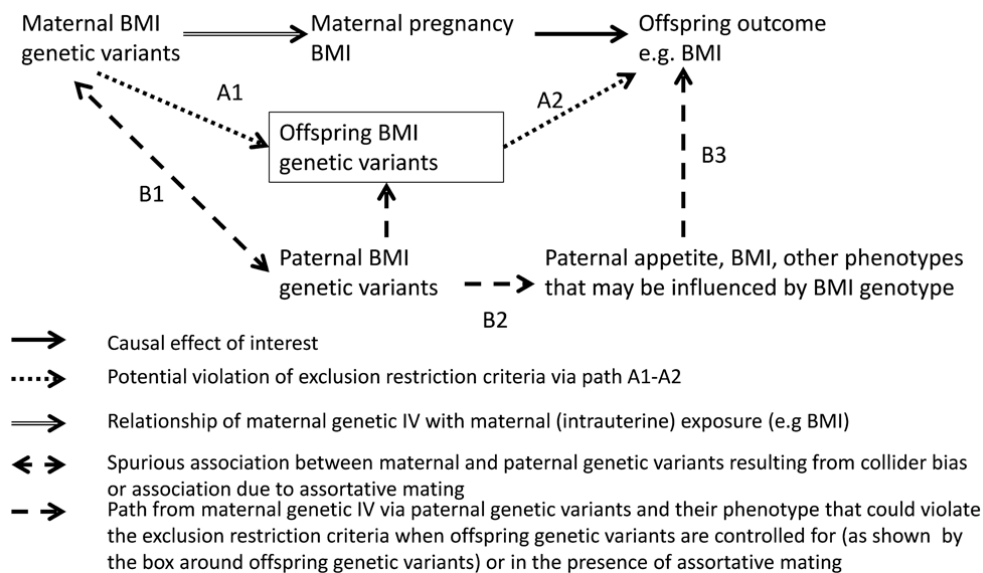 Maternal BMI
genetic variants
Maternal pregnancy
BMI
Offspring outcome
e.g. BMI
A1
A2
Offspring BMI
genetic variants
B1
B3
Paternal BMI
genetic variants
Paternal appetite, BMI, other phenotypes
that may be influenced by BMI genotype
B2
Causal effect of interest
Potential violation of exclusion restriction criteria via path A1-A2
Relationship of maternal genetic IV with maternal (intrauterine) exposure (e.g BMI)
Spurious association between maternal and paternal genetic variants resulting from collider bias
or association due to assortative mating
Path from maternal genetic IV via paternal genetic variants and their phenotype that could violate
the exclusion restriction criteria when offspring genetic variants are controlled for (as shown by
the box around offspring genetic variants) or in the presence of assortative mating